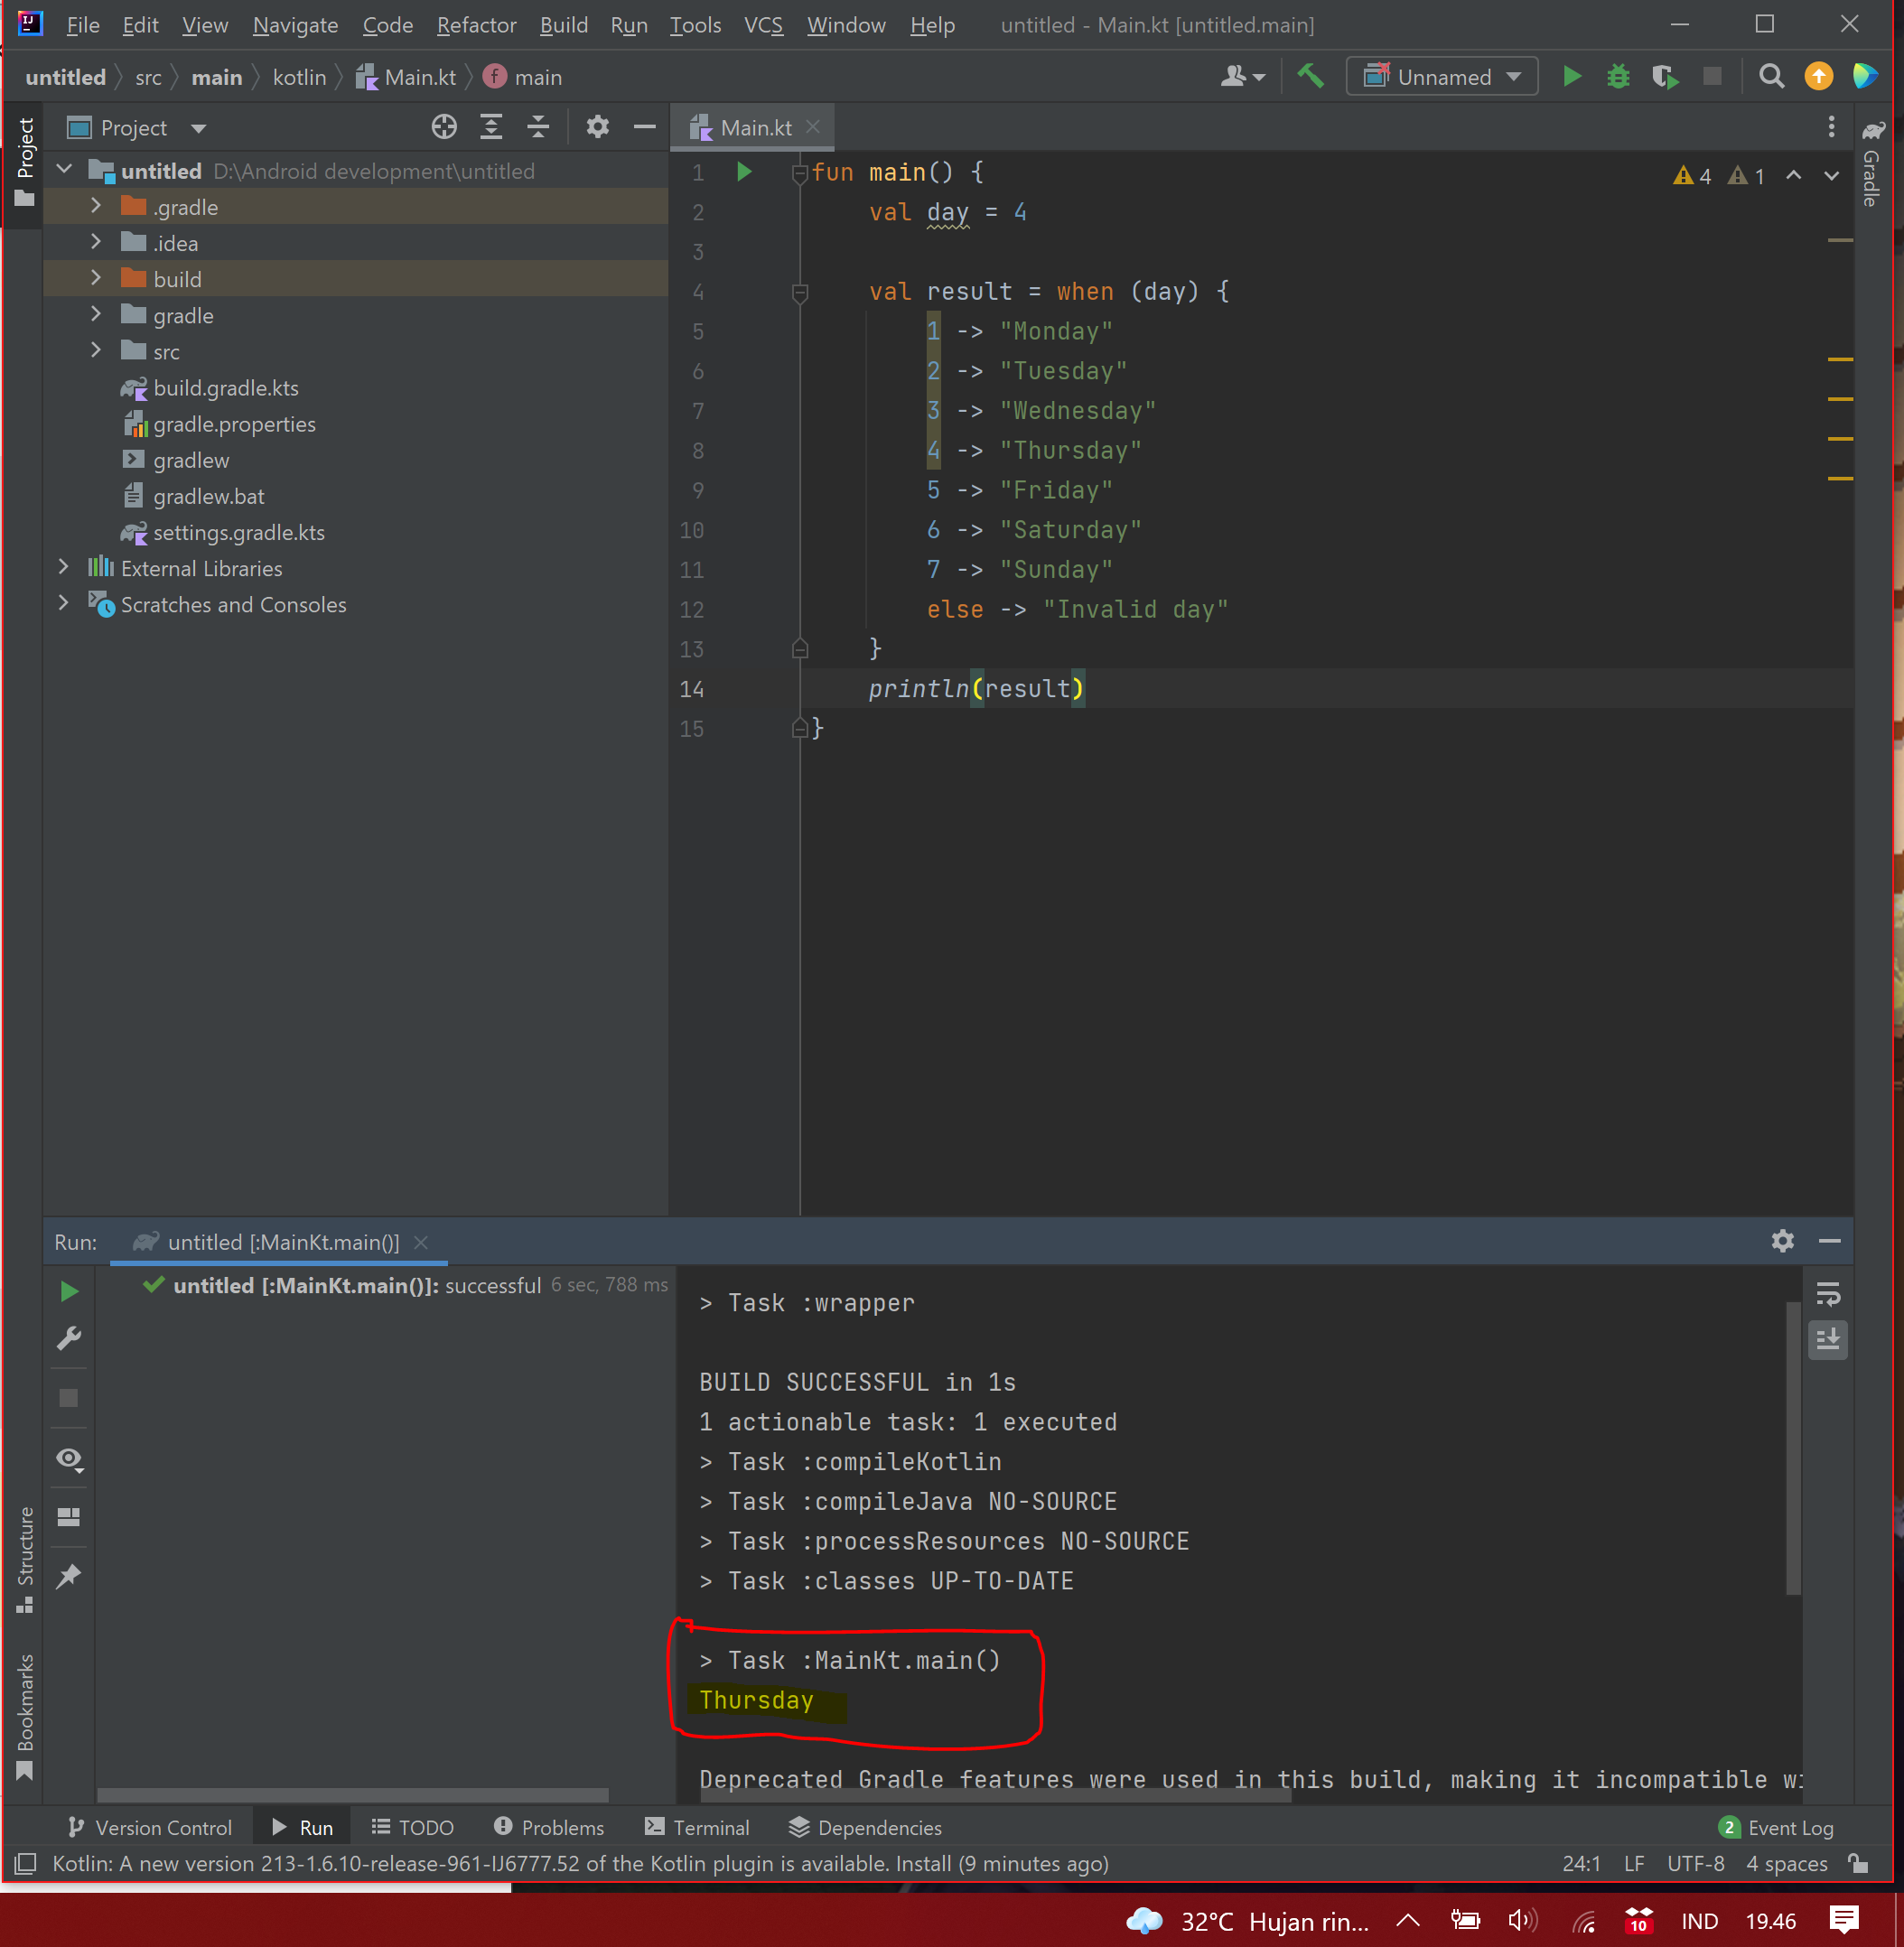 File Edit View Navigate Code Refactor Build Run Tools VCS Window Help untitled - Main.kt [untitled.main]
untitled src main kotlin Main.kt f main Unnamed
Project
Project
Main.kt
Gradle
untitled D:\Android development\untitled
.gradle
.idea
build
gradle
src
build.gradle.kts
gradle.properties
gradlew
gradlew.bat
settings.gradle.kts
External Libraries
Scratches and Consoles
4 1
1 fun main() {
2 val day = 4
3
4 val result = when (day) {
5 1 -> "Monday"
6 2 -> "Tuesday"
7 3 -> "Wednesday"
8 4 -> "Thursday"
9 5 -> "Friday"
10 6 -> "Saturday"
11 7 -> "Sunday"
12 else -> "Invalid day"
13 }
14 println(result)
15 }
Run: untitled [:MainKt.main()]
untitled [:MainKt.main()]: successful 6 sec, 788 ms
> Task :wrapper
BUILD SUCCESSFUL in 1s
1 actionable task: 1 executed
> Task :compileKotlin
> Task :compileJava NO-SOURCE
> Task :processResources NO-SOURCE
> Task :classes UP-TO-DATE
> Task :MainKt.main()
Thursday
Deprecated Gradle features were used in this build, making it incompatible wi
Structure
Bookmarks
Version Control Run TODO Problems Terminal Dependencies 2 Event Log
Kotlin: A new version 213-1.6.10-release-961-IJ6777.52 of the Kotlin plugin is available. Install (9 minutes ago) 24:1 LF UTF-8 4 spaces
32°C Hujan rin... 10 IND 19.46